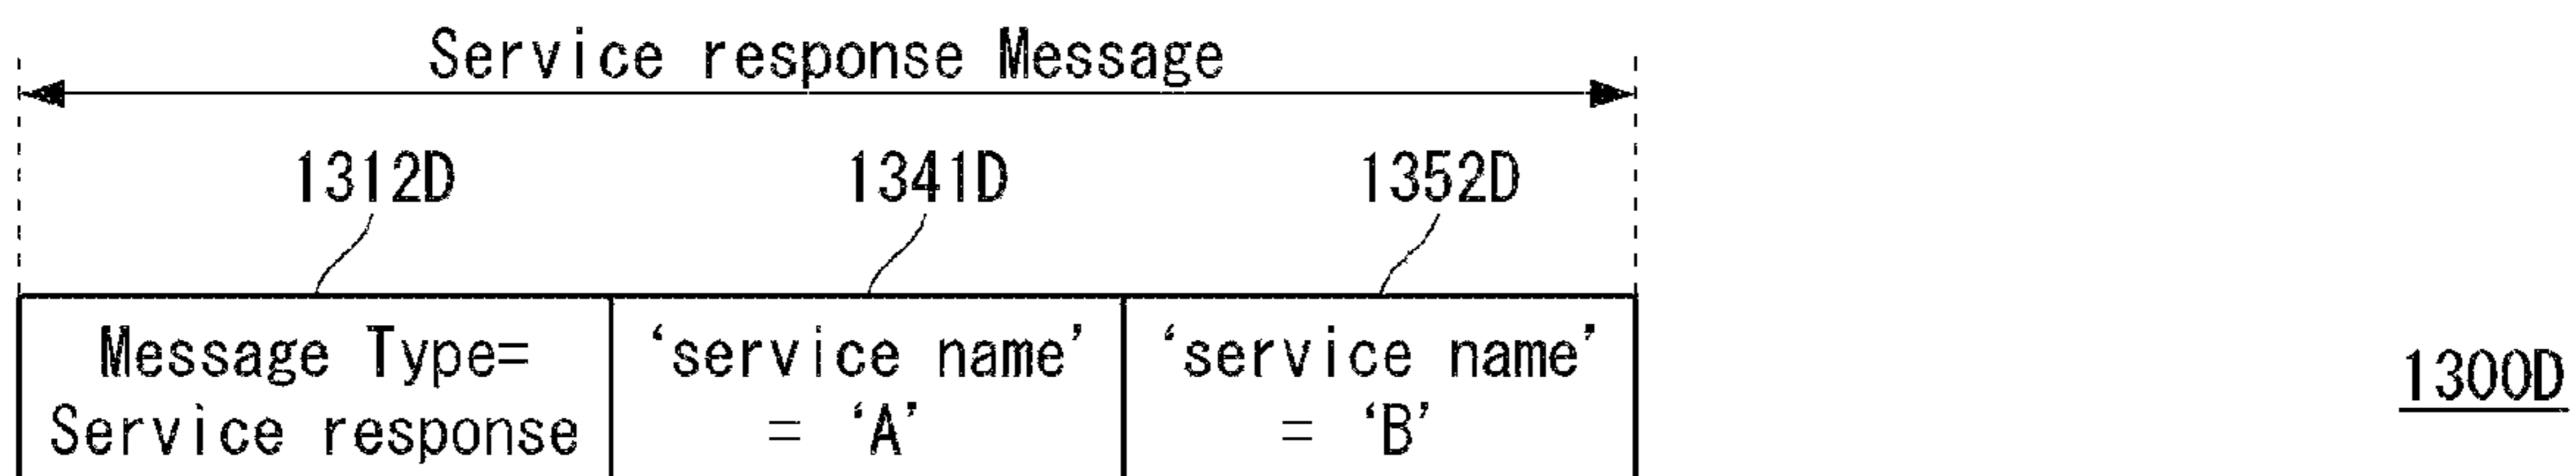 Service response Message
1312D 1341D 1352D
Message Type= ‘service name’ ‘service name’
Service response = ‘A’ = ‘B’
1300D